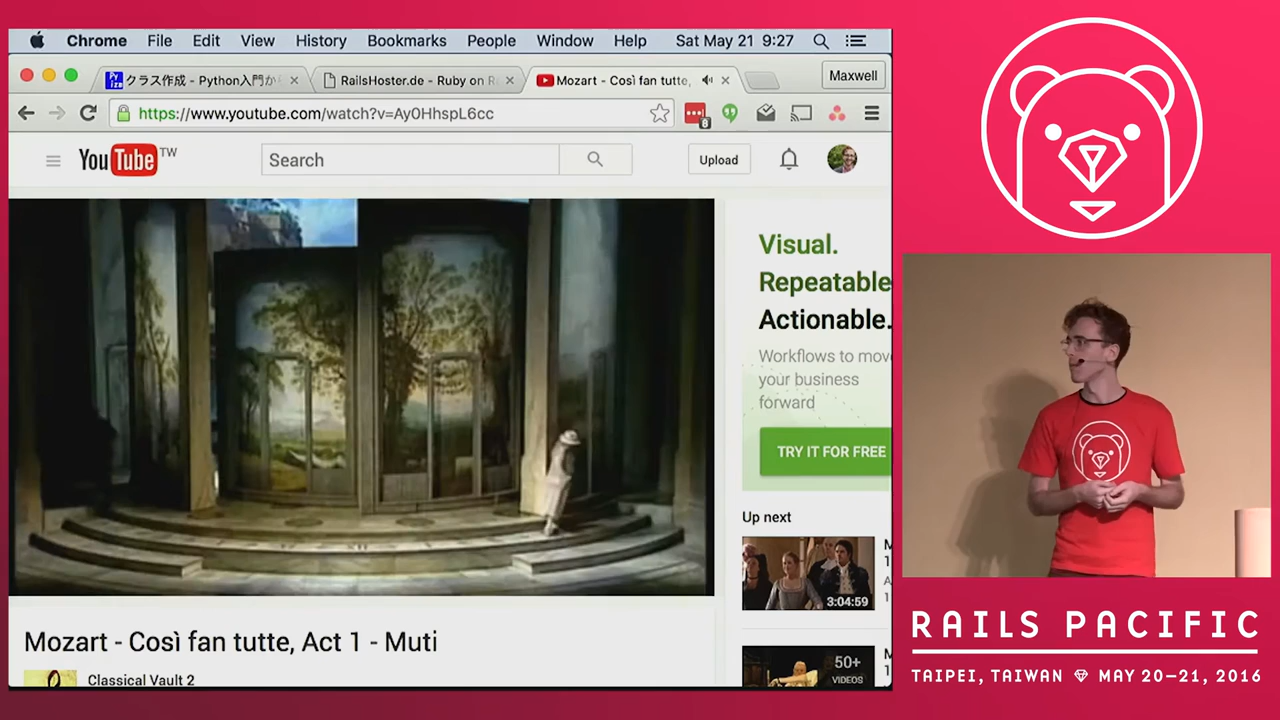 Chrome File Edit View History Bookmarks People Window Help Sat May 21 9:27
クラス作成 - Python入門か
RailsHoster.de - Ruby on R
Mozart - Così fan tutte,
Maxwell
https://www.youtube.com/watch?v=Ay0HhspL6cc
8
YouTube TW
Search
Upload
Visual.
Repeatable
Actionable.
Workflows to move
your business
forward
TRY IT FOR FREE
Up next
3:04:59
50+
VIDEOS
Mozart - Così fan tutte, Act 1 - Muti
Classical Vault 2
RAILS PACIFIC
TAIPEI, TAIWAN MAY 20–21, 2016